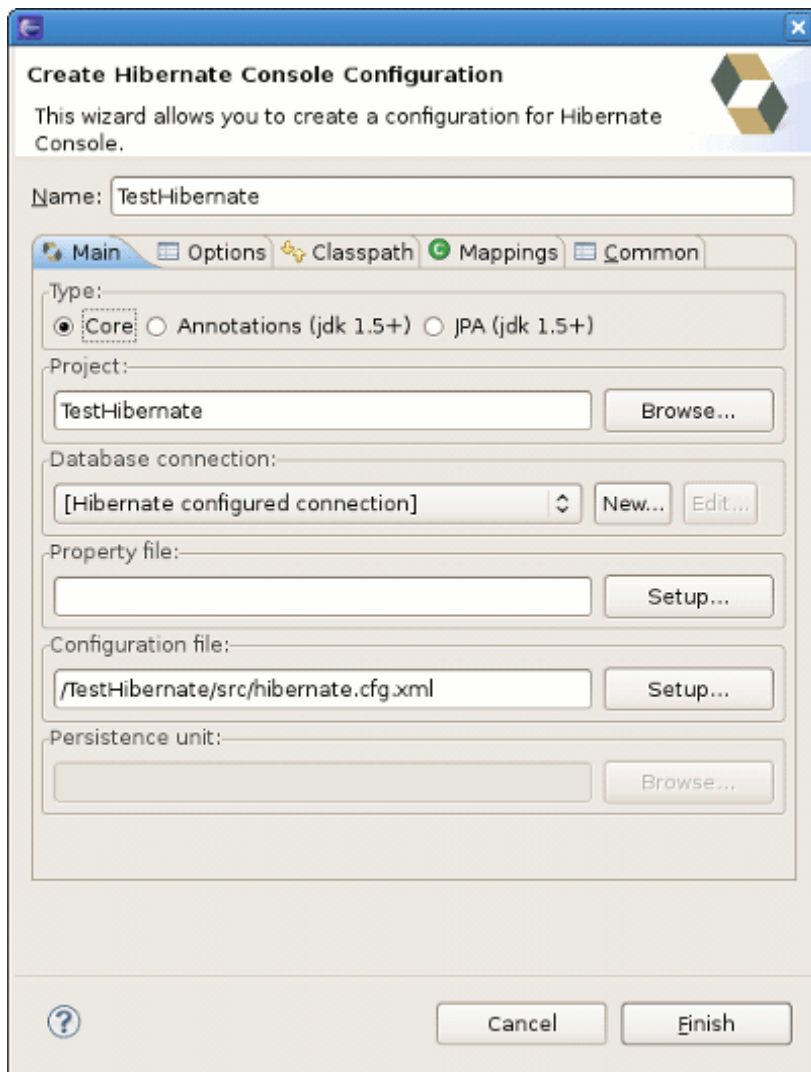 Create Hibernate Console Configuration
This wizard allows you to create a configuration for Hibernate
Console.
Name: TestHibernate
Main Options Classpath Mappings Common
Type:
Core Annotations (jdk 1.5+) JPA (jdk 1.5+)
Project:
TestHibernate Browse...
Database connection:
[Hibernate configured connection] New... Edit...
Property file:
Setup...
Configuration file:
/TestHibernate/src/hibernate.cfg.xml Setup...
Persistence unit:
Browse...
Cancel Finish